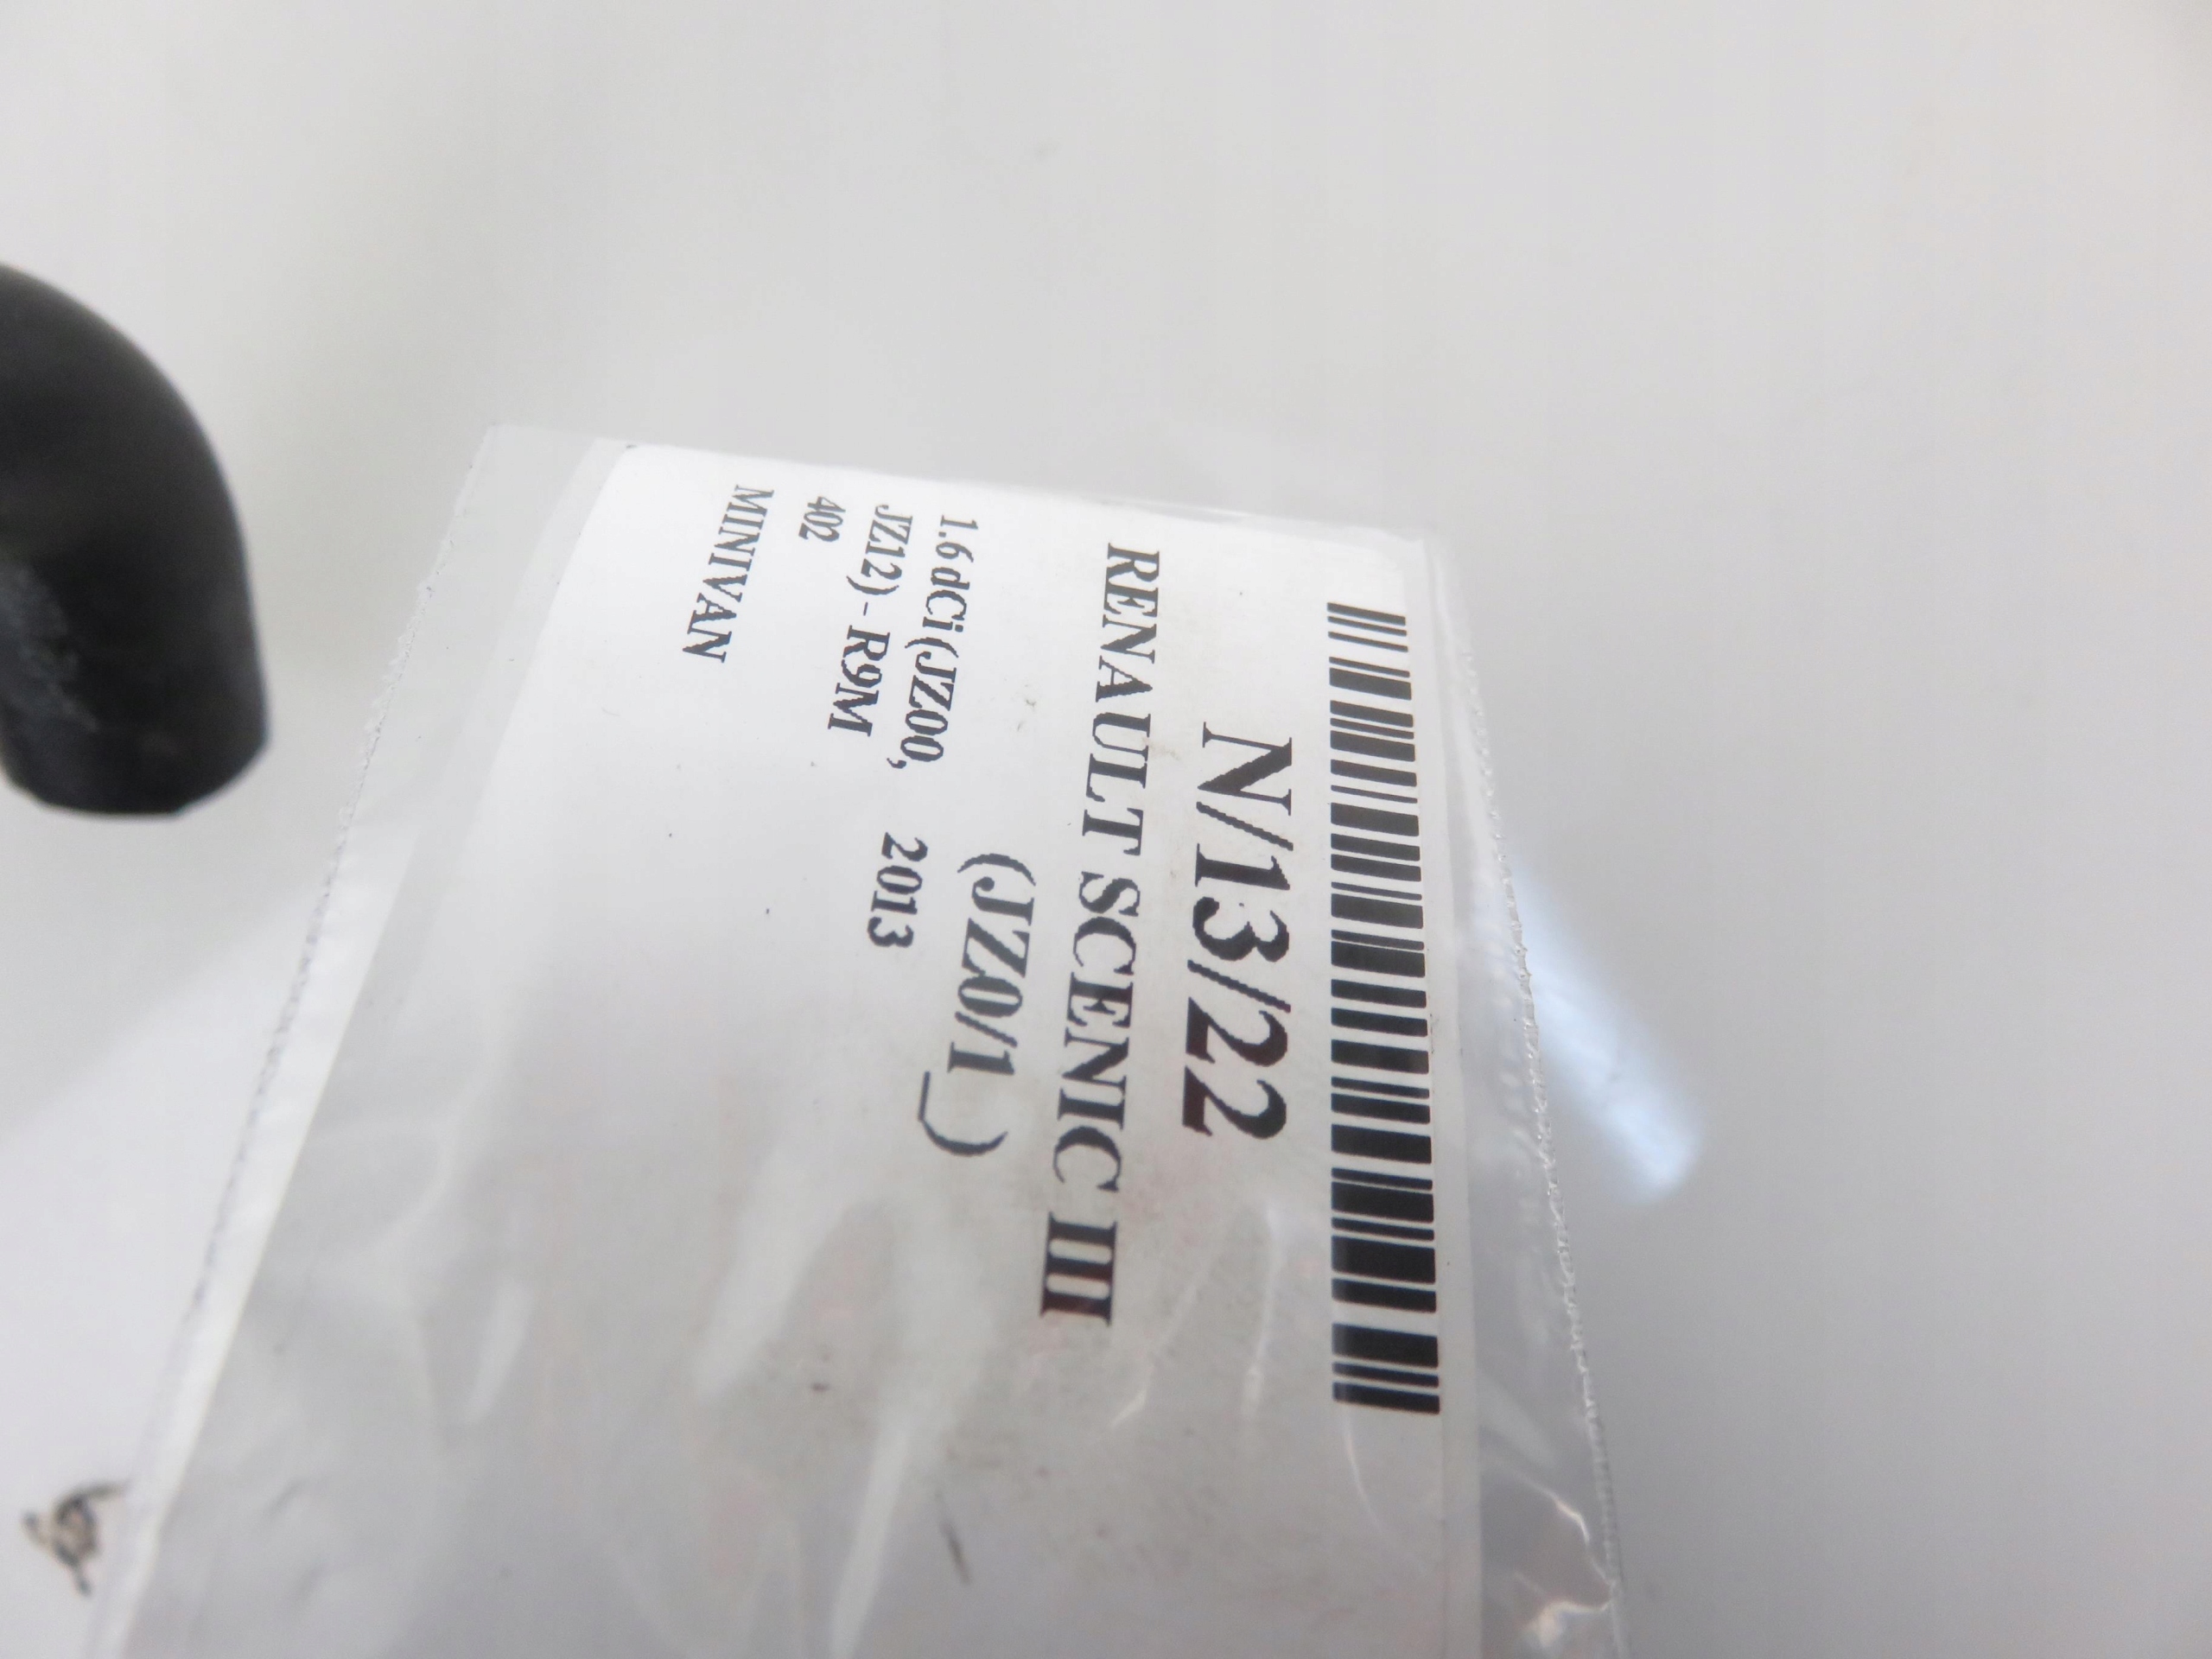 N/13/22
RENAULT SCENIC III
(JZ0/1_)
1.6 dCi (JZ00, 2013
JZ12) - R9M
402
MINIVAN